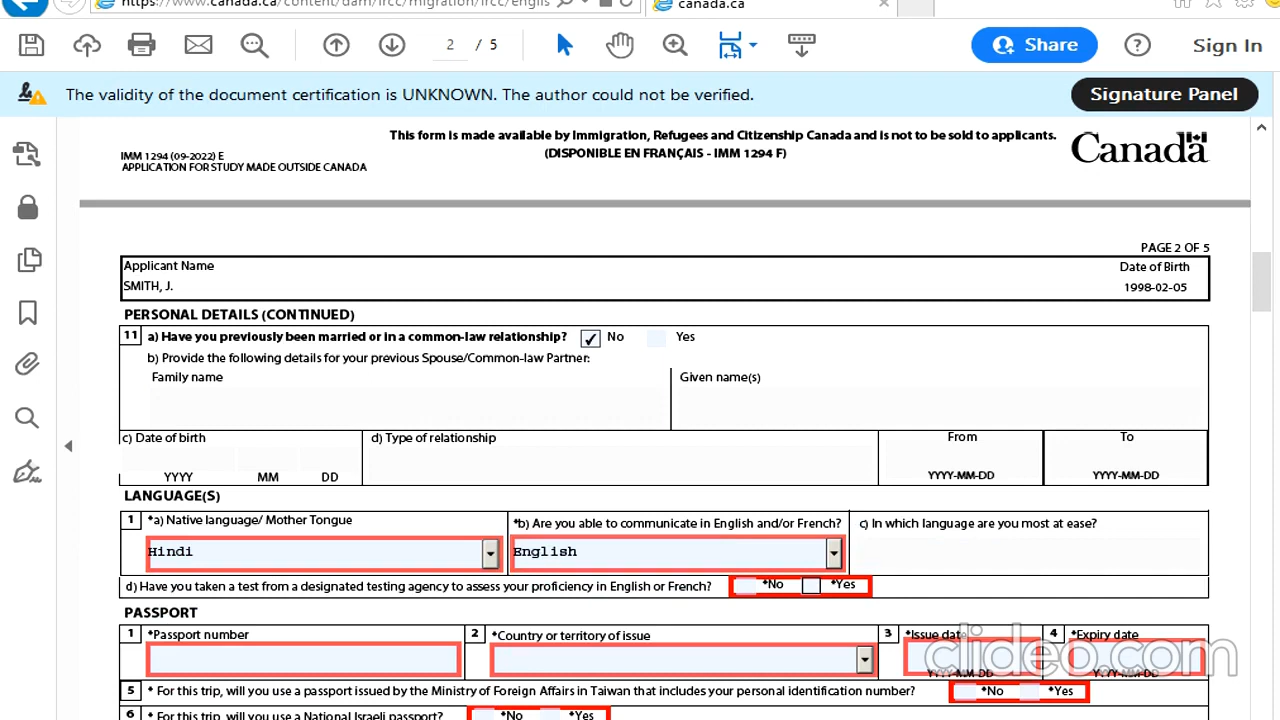 https://www.canada.ca/content/dam/ircc/migration/ircc/englis
canada.ca
2 / 5
Share
Sign In
The validity of the document certification is UNKNOWN. The author could not be verified.
Signature Panel
This form is made available by Immigration, Refugees and Citizenship Canada and is not to be sold to applicants.
(DISPONIBLE EN FRANÇAIS - IMM 1294 F)
Canada
IMM 1294 (09-2022) E
APPLICATION FOR STUDY MADE OUTSIDE CANADA
PAGE 2 OF 5
Applicant Name Date of Birth
SMITH, J. 1998-02-05
PERSONAL DETAILS (CONTINUED)
11 a) Have you previously been married or in a common-law relationship? No Yes
b) Provide the following details for your previous Spouse/Common-law Partner:
Family name Given name(s)
c) Date of birth d) Type of relationship From To
YYYY MM DD YYYY-MM-DD YYYY-MM-DD
LANGUAGE(S)
1 *a) Native language/ Mother Tongue *b) Are you able to communicate in English and/or French? c) In which language are you most at ease?
Hindi English
d) Have you taken a test from a designated testing agency to assess your proficiency in English or French? *No *Yes
PASSPORT
1 *Passport number 2 *Country or territory of issue 3 *Issue date 4 *Expiry date
YYYY-MM-DD YYYY-MM-DD
clideo.com
5 * For this trip, will you use a passport issued by the Ministry of Foreign Affairs in Taiwan that includes your personal identification number? *No *Yes
6 * For this trip, will you use a National Israeli passport? *No *Yes